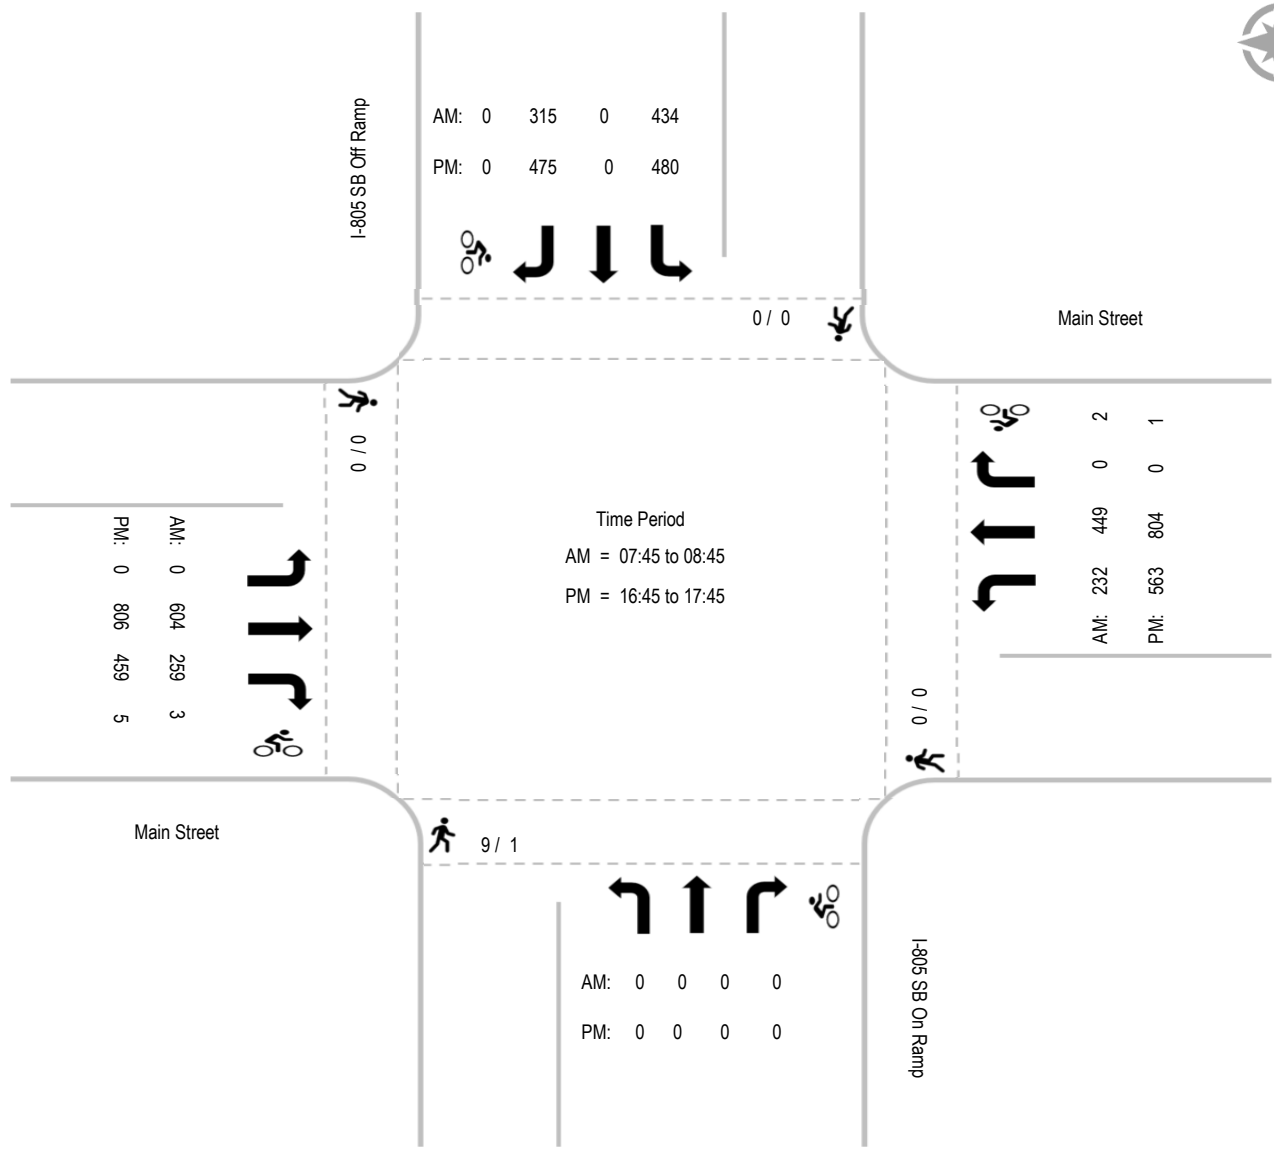 I-805 SB Off Ramp
AM: 0 315 0 434
PM: 0 475 0 480
0 / 0
Main Street
0 / 0
2 1
0 0
449 804
232 563
AM: PM:
Time Period
AM = 07:45 to 08:45
PM = 16:45 to 17:45
PM: AM:
0 0
806 604
459 259
5 3
0 / 0
Main Street
9 / 1
AM: 0 0 0 0
PM: 0 0 0 0
I-805 SB On Ramp